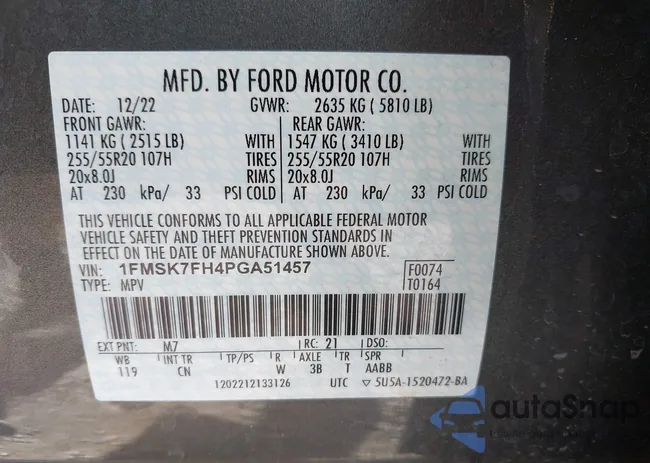 MFD. BY FORD MOTOR CO.
DATE: 12/22 GVWR: 2635 KG ( 5810 LB)
FRONT GAWR: REAR GAWR:
1141 KG ( 2515 LB) WITH 1547 KG ( 3410 LB) WITH
255/55R20 107H TIRES 255/55R20 107H TIRES
20x8.0J RIMS 20x8.0J RIMS
AT 230 kPa/ 33 PSI COLD AT 230 kPa/ 33 PSI COLD
THIS VEHICLE CONFORMS TO ALL APPLICABLE FEDERAL MOTOR
VEHICLE SAFETY AND THEFT PREVENTION STANDARDS IN
EFFECT ON THE DATE OF MANUFACTURE SHOWN ABOVE.
VIN: 1FMSK7FH4PGA51457 F0074
TYPE: MPV T0164
EXT PNT: M7 RC: 21 DSO:
WB INT TR TP/PS R AXLE TR SPR
119 CN W 3B T AABB
1202212133126 UTC ▽ 5U5A-1520472-BA
autoSnap